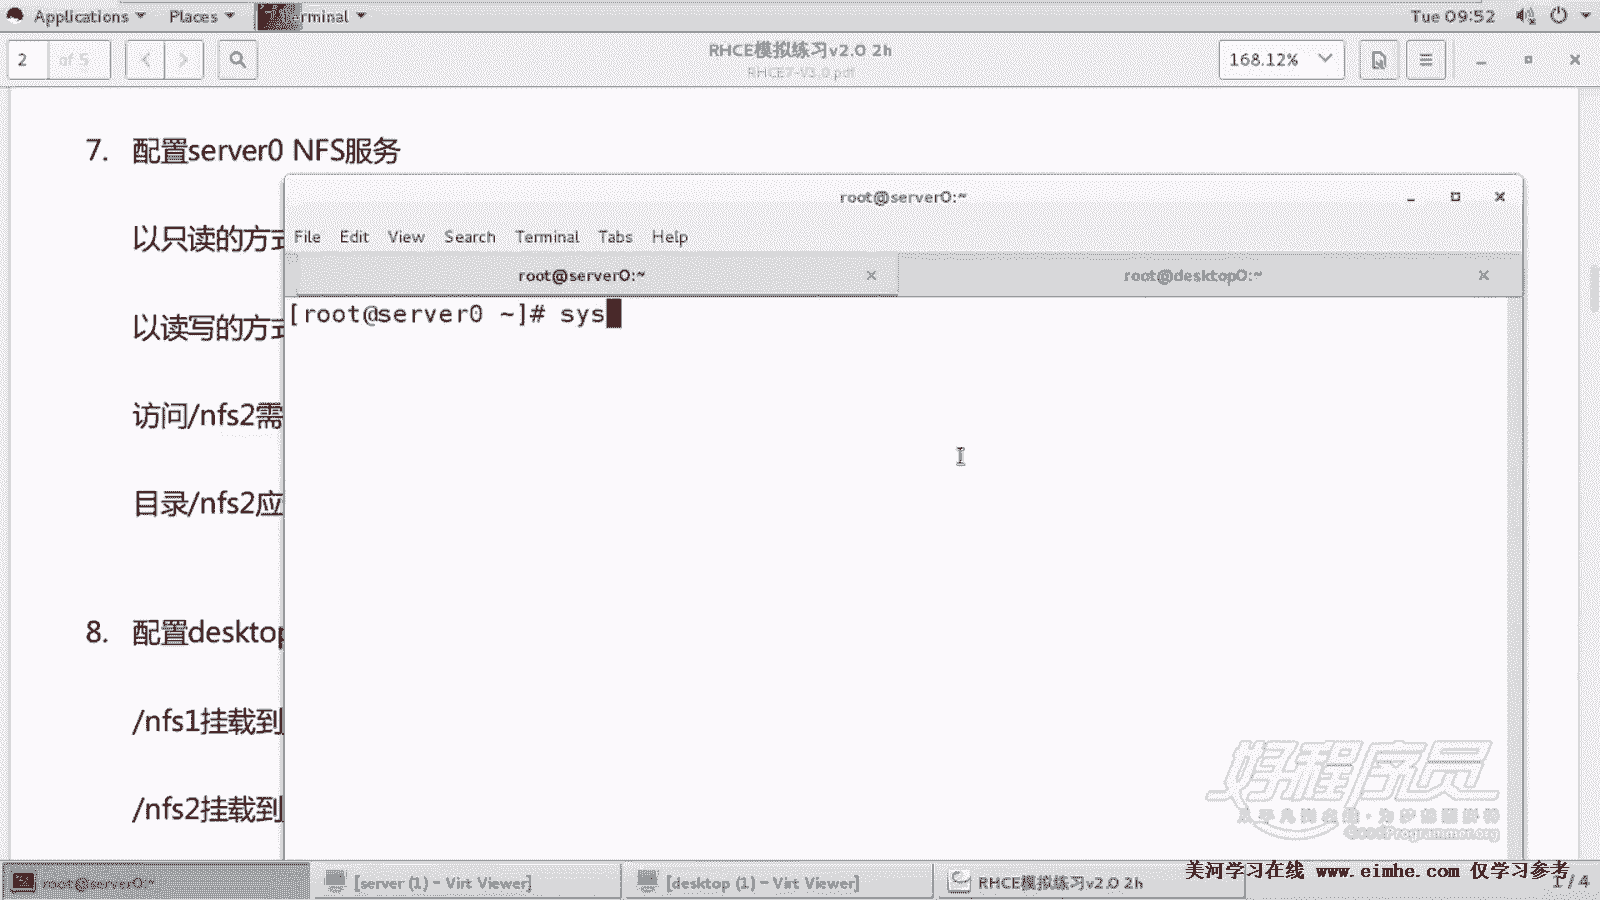 Applications Places Terminal Tue 09:52
2 of 5 RHCE模拟练习v2.0 2h 168.12%
RHCE7-V3.0.pdf
7. 配置server0 NFS服务
root@server0:~
以只读的方式
File Edit View Search Terminal Tabs Help
root@server0:~ root@desktop0:~
[root@server0 ~]# sys
以读写的方式
访问/nfs2需
目录/nfs2应
8. 配置desktop
/nfs1挂载到
/nfs2挂载到
好程序员
GoodProgrammer.org
美河学习在线 www.eimhe.com 仅学习参考
root@server0:~ [server (1) – Virt Viewer] [desktop (1) – Virt Viewer] RHCE模拟练习v2.0 2h 1 / 4